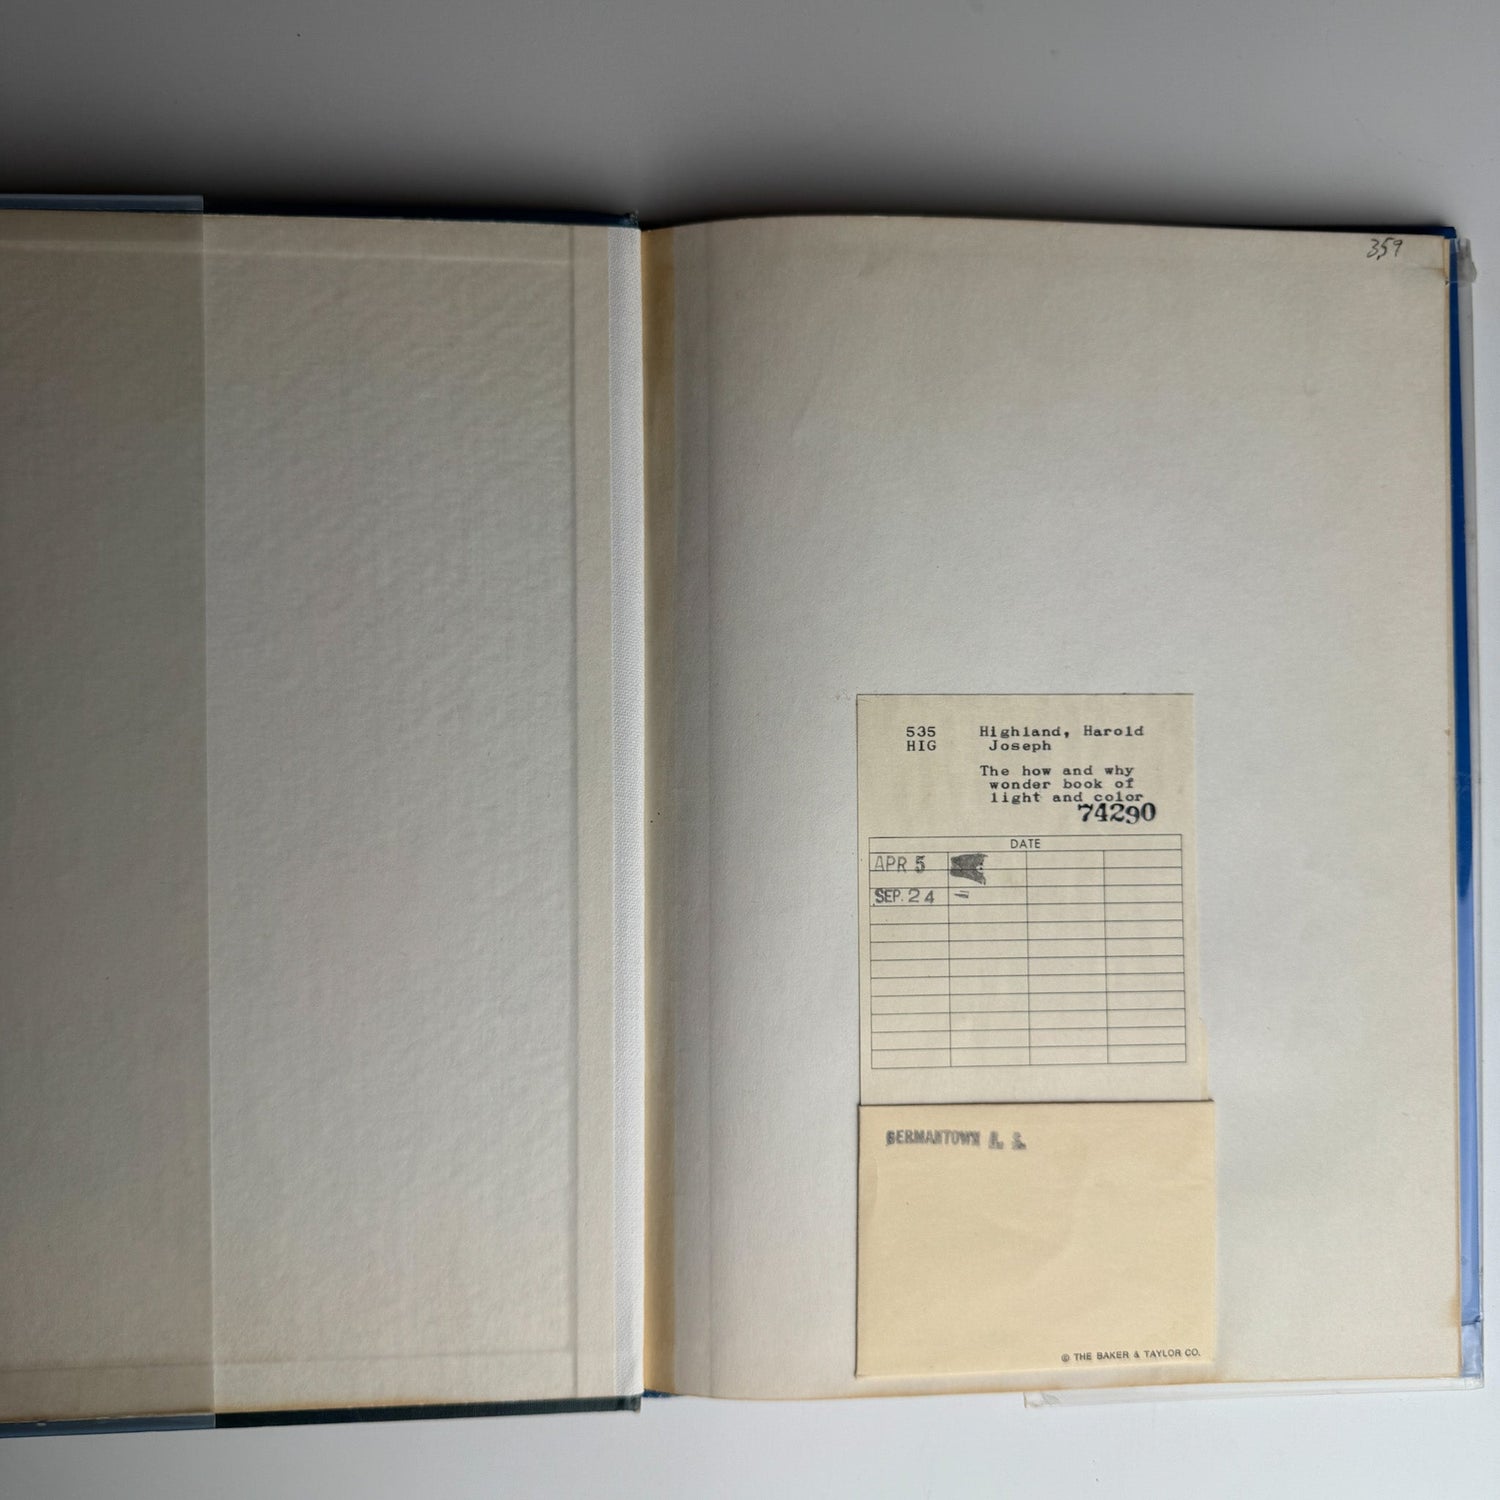 359
535 Highland, Harold
HIG Joseph
The how and why
wonder book of
light and color
74290
DATE
APR 5
SEP. 24
GERMANTOWN
© THE BAKER & TAYLOR CO.